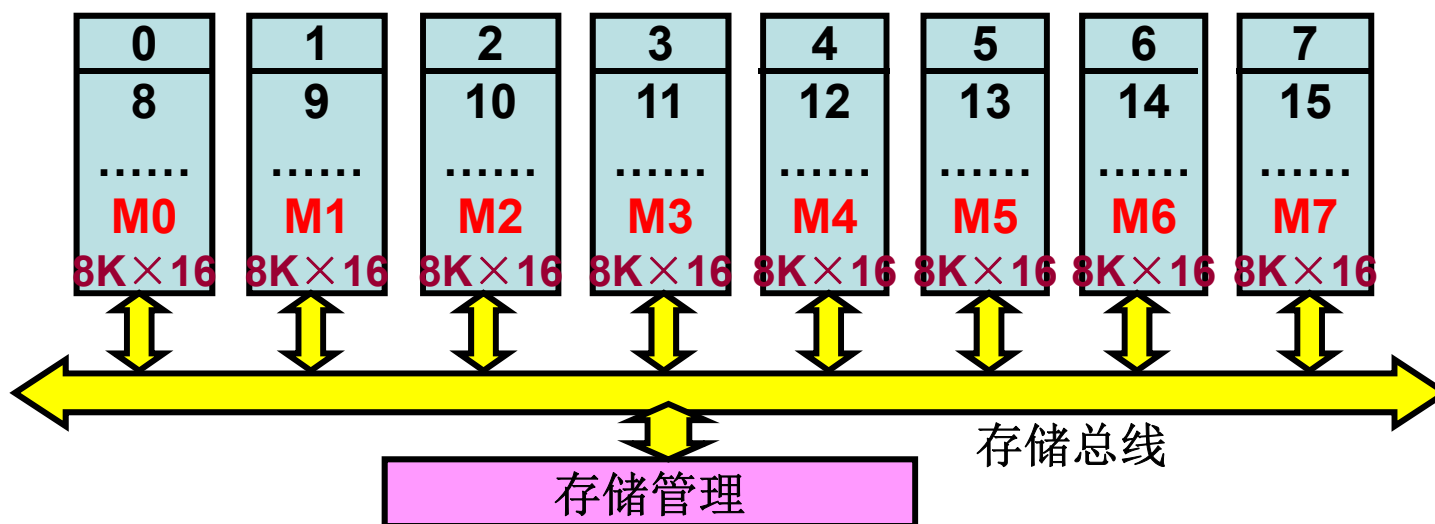 0 1 2 3 4 5 6 7
8 9 10 11 12 13 14 15
...... ...... ...... ...... ...... ...... ...... ......
M0 M1 M2 M3 M4 M5 M6 M7
8K×16 8K×16 8K×16 8K×16 8K×16 8K×16 8K×16 8K×16
存储总线
存储管理